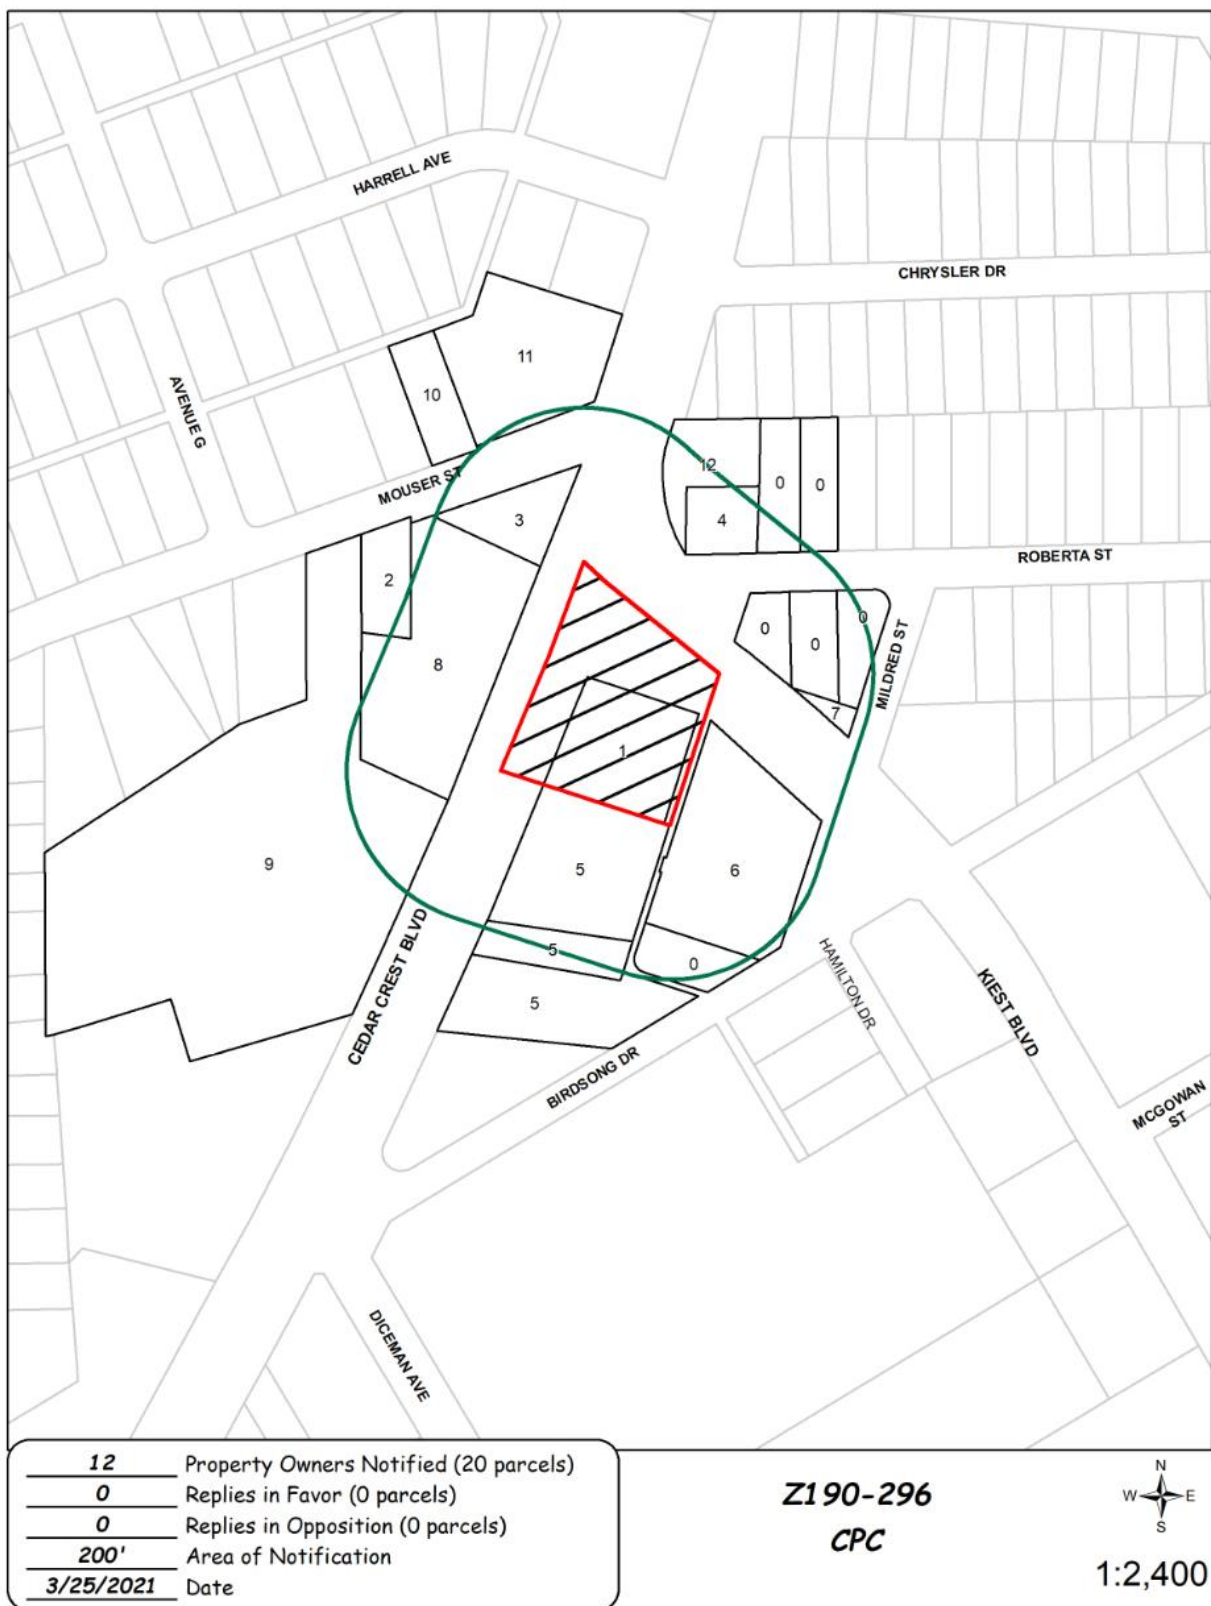 HARRELL AVE
CHRYSLER DR
11
AVENUE G
10
12
0
0
MOUSER ST
3
4
ROBERTA ST
2
0
0
0
MILDRED ST
8
7
1
9
5
6
CEDAR CREST BLVD
5
0
HAMILTON DR
KIEST BLVD
5
BIRDSONG DR
MCGOWAN
ST
DICEMAN AVE
12 Property Owners Notified (20 parcels)
0 Replies in Favor (0 parcels)
0 Replies in Opposition (0 parcels)
200' Area of Notification
3/25/2021 Date
Z190-296
CPC
N
W E
S
1:2,400